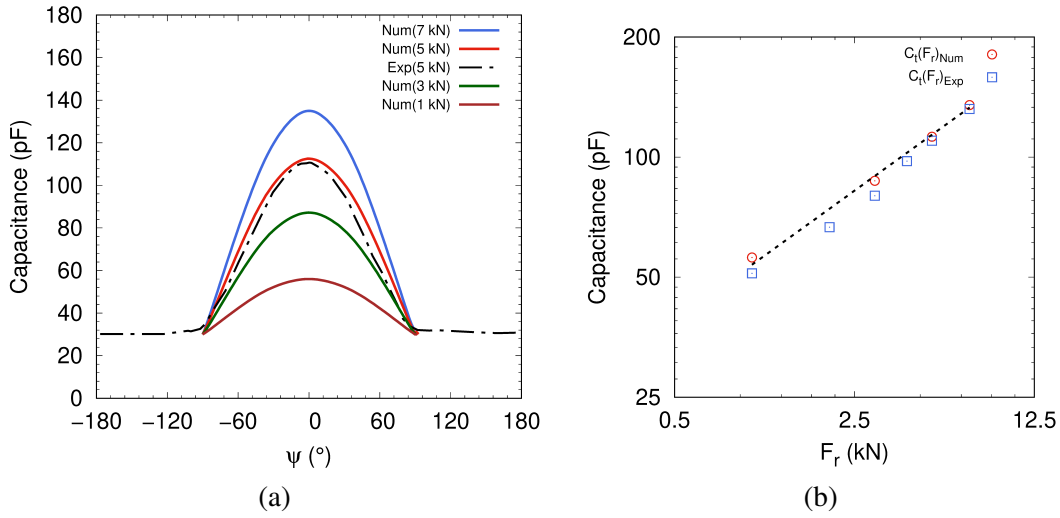 180
160
140
120
100
80
60
40
20
0
Capacitance (pF)
−180 −120 −60 0 60 120 180
ψ (°)
Num(7 kN)
Num(5 kN)
Exp(5 kN)
Num(3 kN)
Num(1 kN)
(a)
200
100
50
25
Capacitance (pF)
0.5 2.5 12.5
F_r (kN)
C_t(F_r)_Num
C_t(F_r)_Exp
(b)